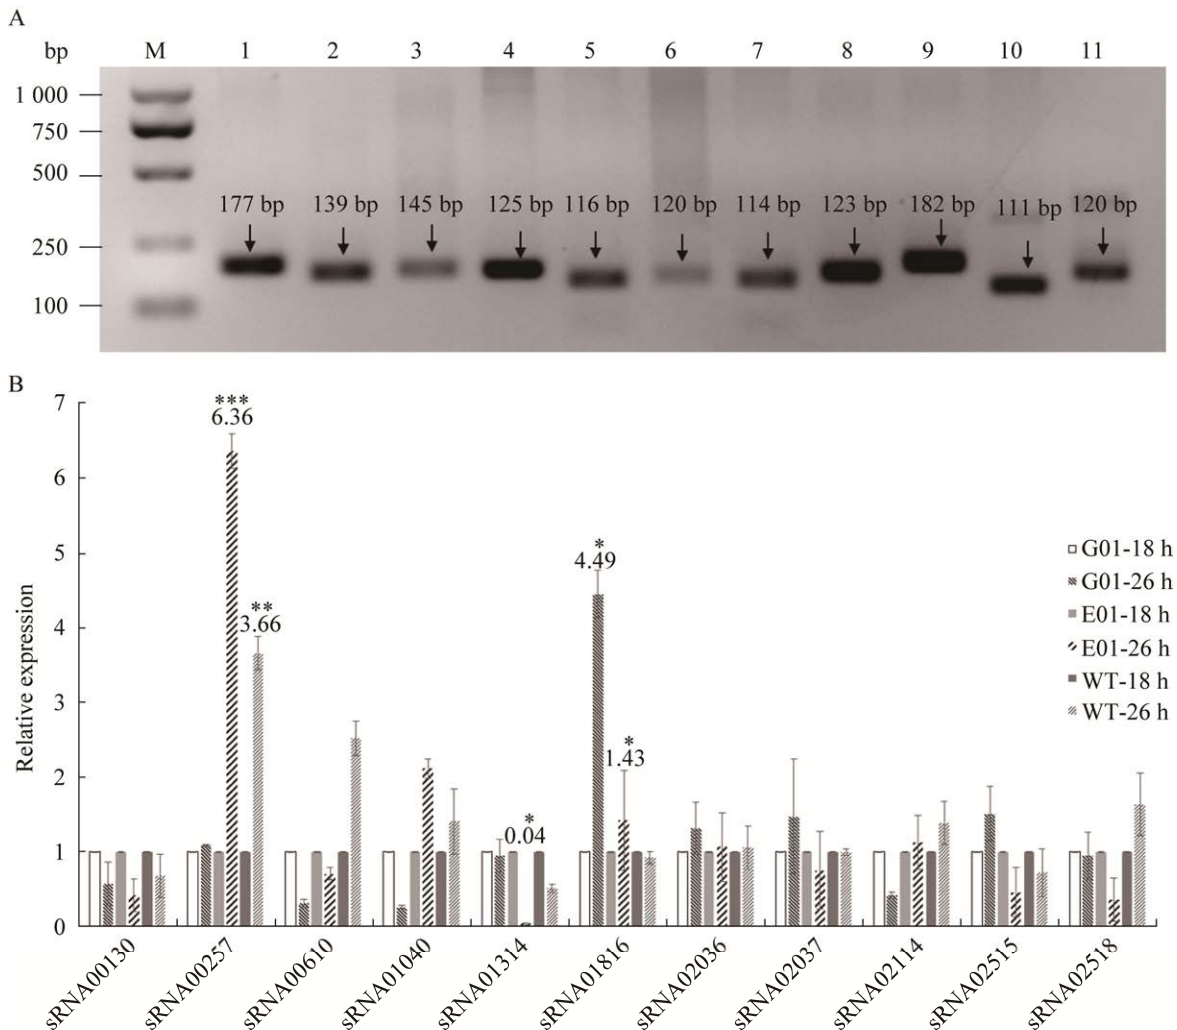 A
bp M 1 2 3 4 5 6 7 8 9 10 11
1 000
750
500
177 bp 139 bp 145 bp 125 bp 116 bp 120 bp 114 bp 123 bp 182 bp 111 bp 120 bp
250
100
B
7
***
6.36
6
5
*
4.49
4
**
3.66
3
2
*
1.43
*
0.04
1
0
Relative expression
G01-18 h
G01-26 h
E01-18 h
E01-26 h
WT-18 h
WT-26 h
sRNA00130
sRNA00257
sRNA00610
sRNA01040
sRNA01314
sRNA01816
sRNA02036
sRNA02037
sRNA02114
sRNA02515
sRNA02518